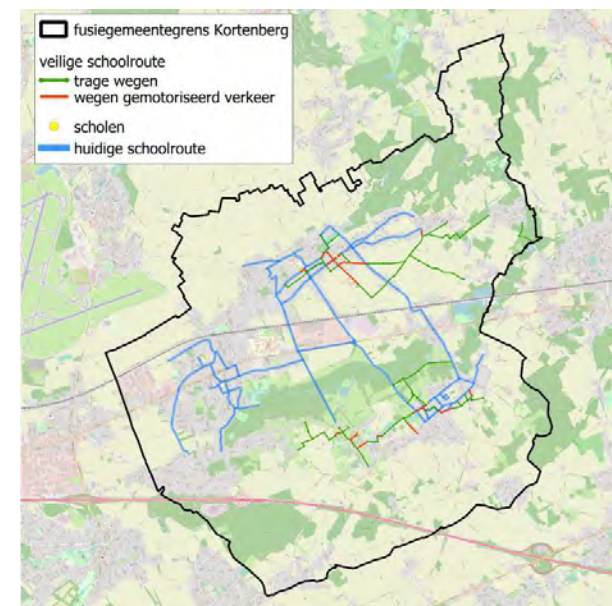 fusiegemeentegrens Kortenberg
veilige schoolroute
trage wegen
wegen gemotoriseerd verkeer
scholen
huidige schoolroute